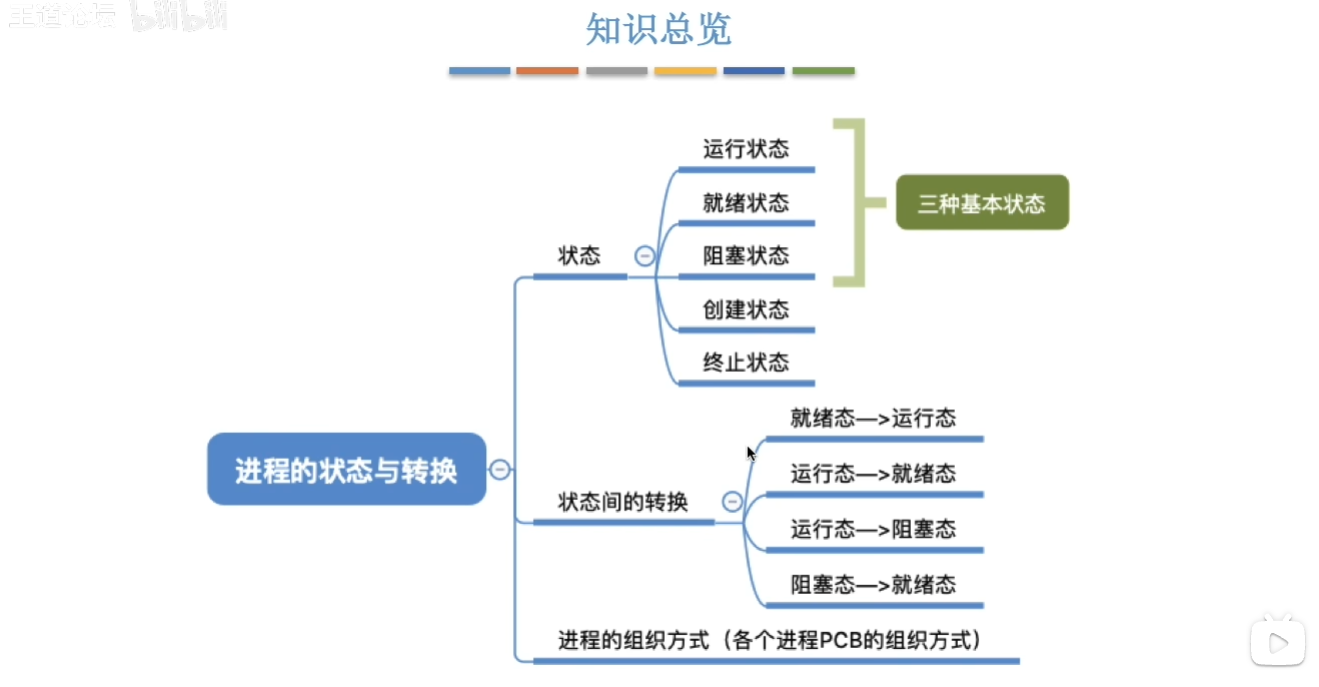 王道论坛 bilibili
知识总览
运行状态
就绪状态
阻塞状态
创建状态
终止状态
状态
三种基本状态
进程的状态与转换
就绪态—>运行态
运行态—>就绪态
运行态—>阻塞态
阻塞态—>就绪态
状态间的转换
进程的组织方式（各个进程PCB的组织方式）